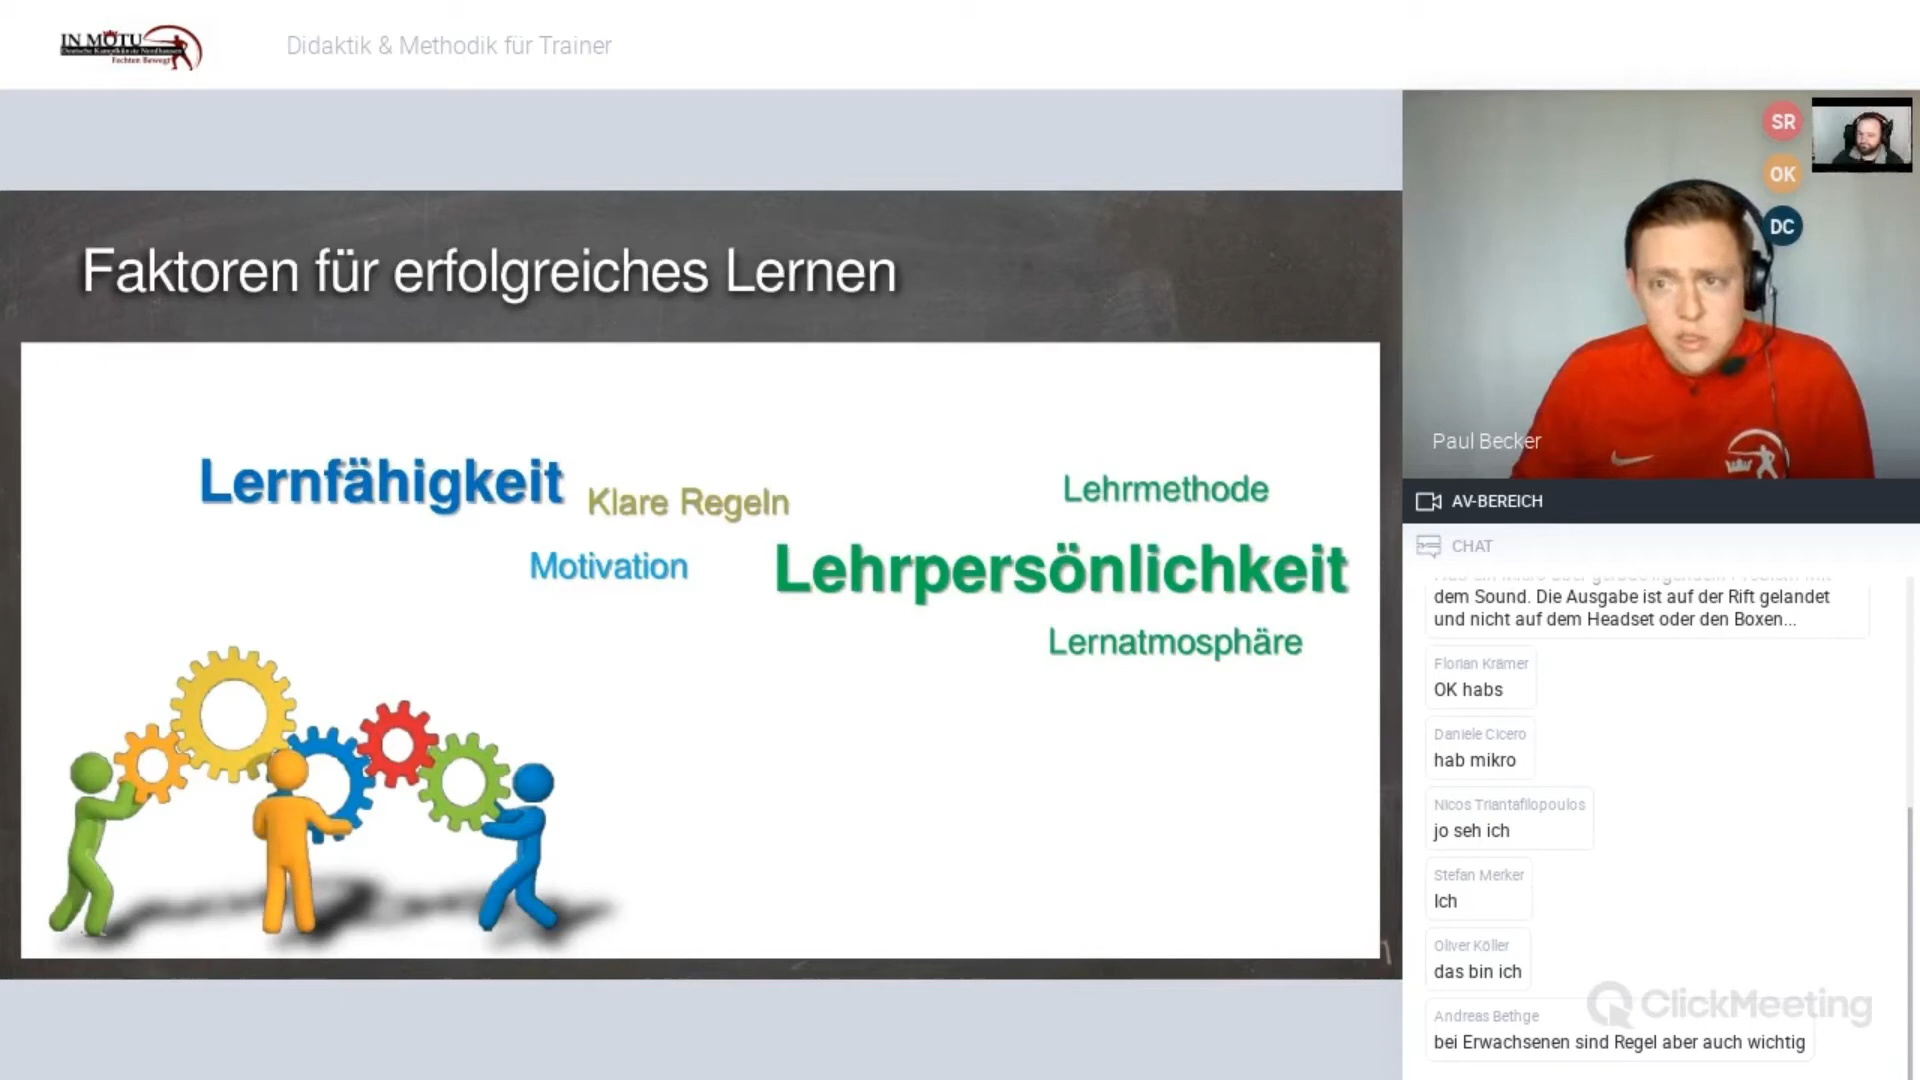 IN MOTU
Fechten Bewegt
Didaktik & Methodik für Trainer
Faktoren für erfolgreiches Lernen
Lernfähigkeit
Klare Regeln
Motivation
Lehrmethode
Lehrpersönlichkeit
Lernatmosphäre
SR
OK
DC
Paul Becker
AV-BEREICH
CHAT
dem Sound. Die Ausgabe ist auf der Rift gelandet
und nicht auf dem Headset oder den Boxen...
Florian Krämer
OK habs
Daniele Cicero
hab mikro
Nicos Triantafilopoulos
jo seh ich
Stefan Merker
Ich
Oliver Köller
das bin ich
Andreas Bethge
bei Erwachsenen sind Regel aber auch wichtig
ClickMeeting